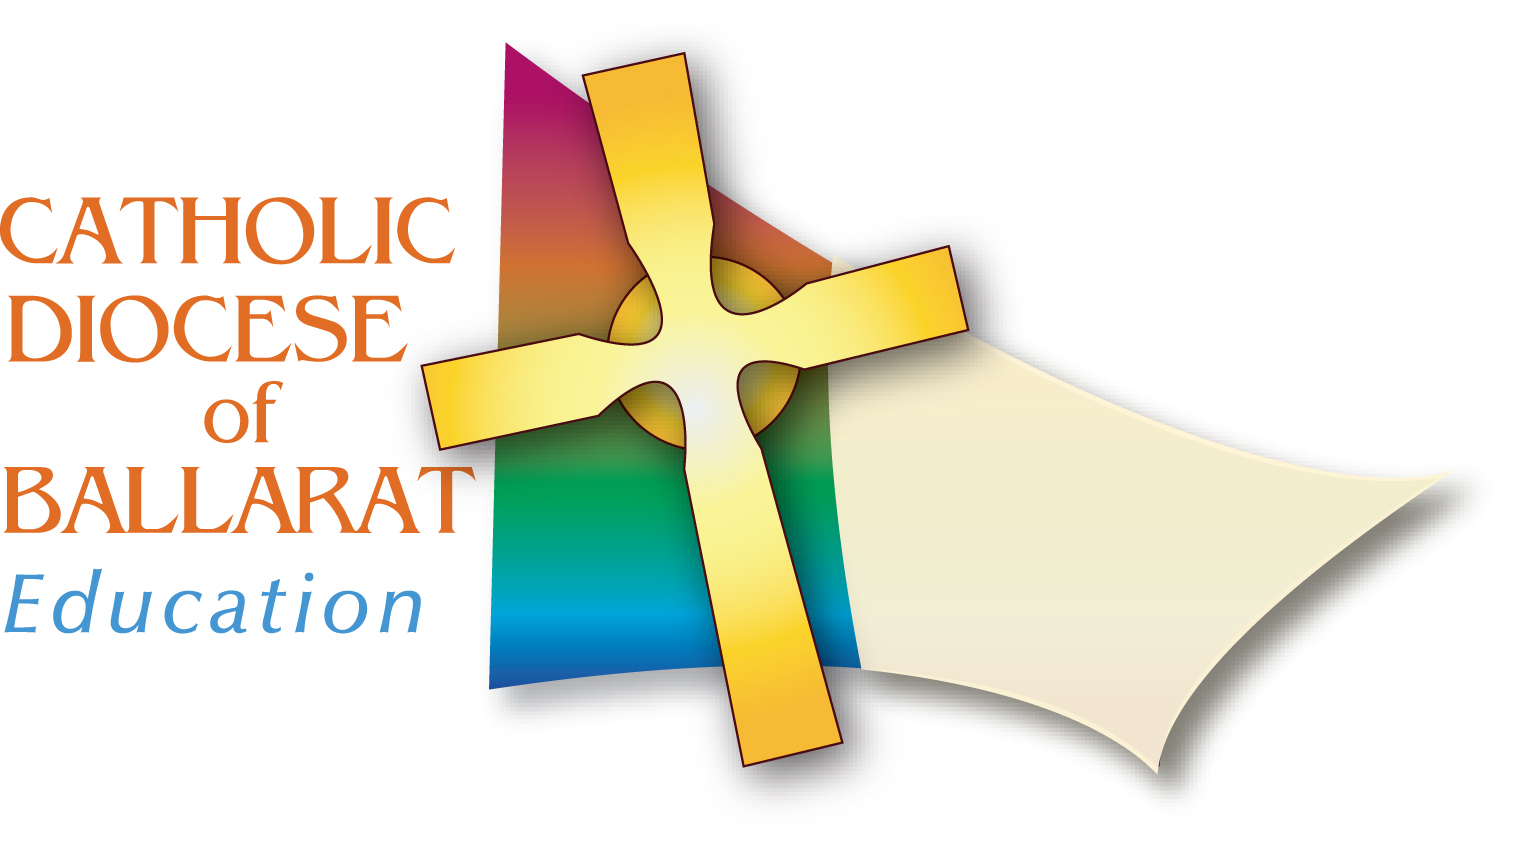 CATHOLIC
DIOCESE
of
BALLARAT
Education